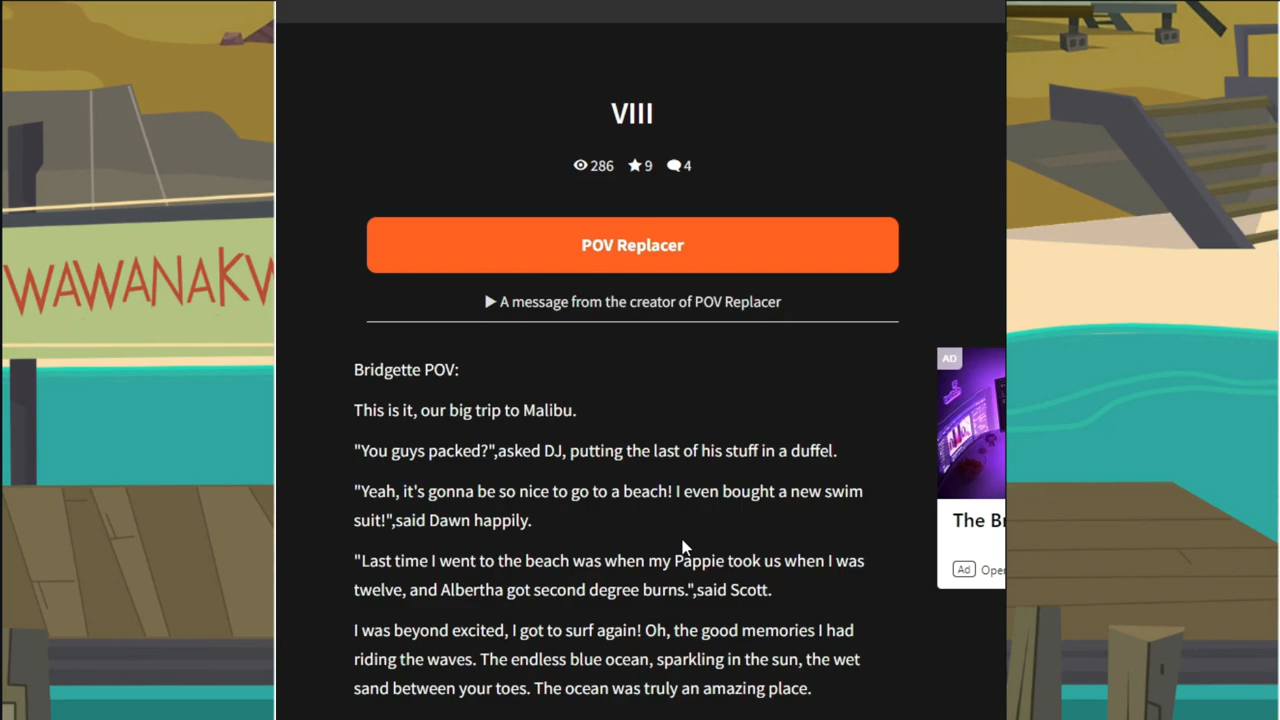 VIII
286 9 4
POV Replacer
▶ A message from the creator of POV Replacer
WAWANAKW
Bridgette POV:
This is it, our big trip to Malibu.
"You guys packed?",asked DJ, putting the last of his stuff in a duffel.
"Yeah, it's gonna be so nice to go to a beach! I even bought a new swim
suit!",said Dawn happily.
"Last time I went to the beach was when my Pappie took us when I was
twelve, and Albertha got second degree burns.",said Scott.
I was beyond excited, I got to surf again! Oh, the good memories I had
riding the waves. The endless blue ocean, sparkling in the sun, the wet
sand between your toes. The ocean was truly an amazing place.
AD
The
Ad